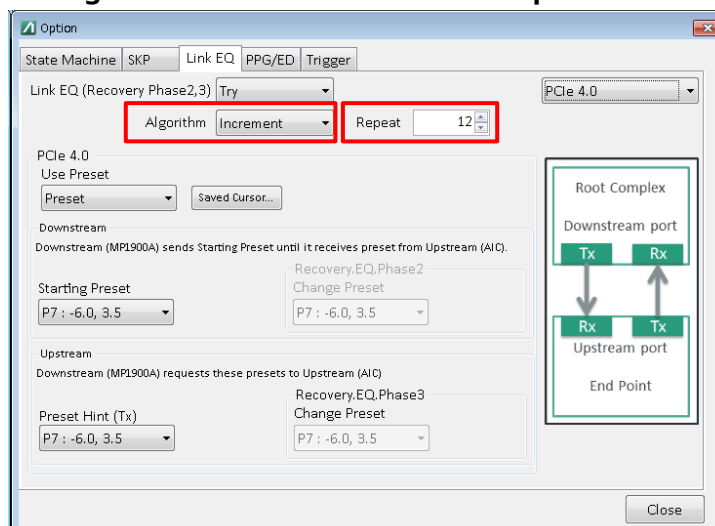 Option
State Machine SKP Link EQ PPG/ED Trigger
Link EQ (Recovery Phase2,3) Try PCIe 4.0
Algorithm Increment Repeat 12
PCIe 4.0
Use Preset
Preset Saved Cursor...
Downstream
Downstream (MP1900A) sends Starting Preset until it receives preset from Upstream (AIC).
Recovery.EQ.Phase2
Starting Preset Change Preset
P7 : -6.0, 3.5 P7 : -6.0, 3.5
Upstream
Downstream (MP1900A) requests these presets to Upstream (AIC)
Recovery.EQ.Phase3
Preset Hint (Tx) Change Preset
P7 : -6.0, 3.5 P7 : -6.0, 3.5
Root Complex
Downstream port
Tx Rx
Rx Tx
Upstream port
End Point
Close